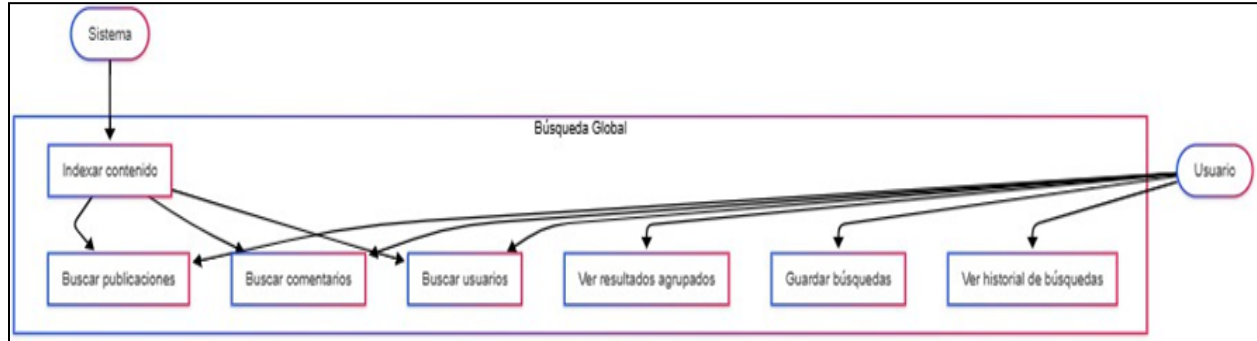 Sistema
Búsqueda Global
Indexar contenido
Usuario
Buscar publicaciones
Buscar comentarios
Buscar usuarios
Ver resultados agrupados
Guardar búsquedas
Ver historial de búsquedas